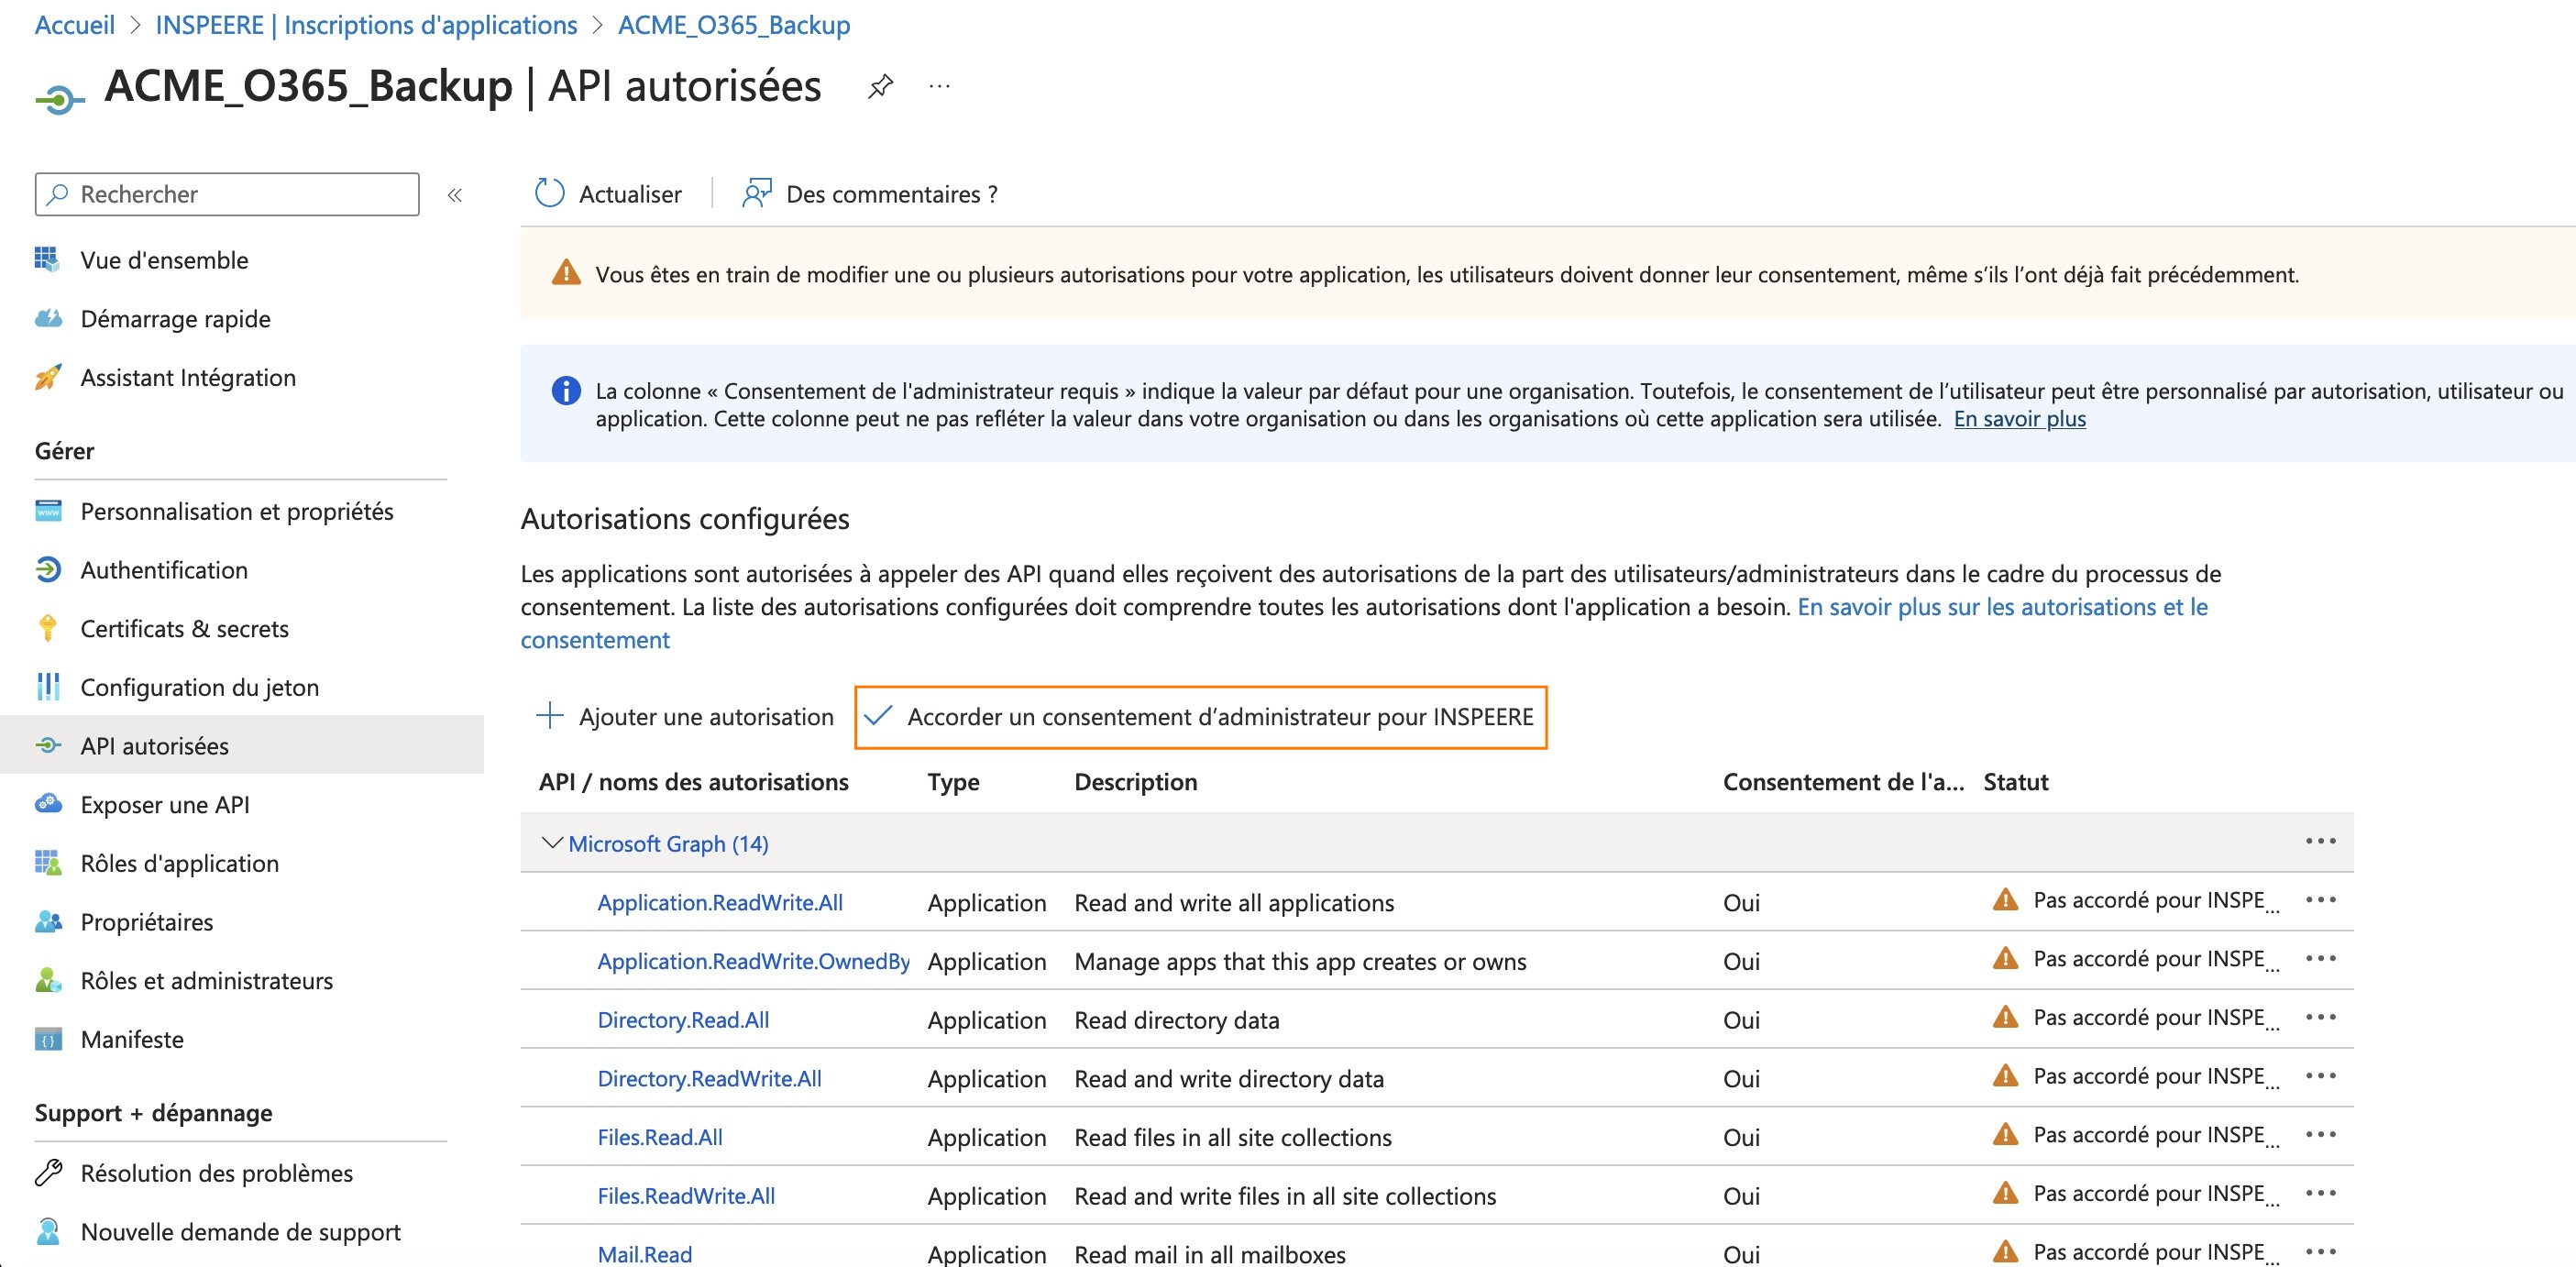 Accueil > INSPEERE | Inscriptions d'applications > ACME_O365_Backup
ACME_O365_Backup | API autorisées
Rechercher
Vue d'ensemble
Démarrage rapide
Assistant Intégration
Gérer
Personnalisation et propriétés
Authentification
Certificats & secrets
Configuration du jeton
API autorisées
Exposer une API
Rôles d'application
Propriétaires
Rôles et administrateurs
Manifeste
Support + dépannage
Résolution des problèmes
Nouvelle demande de support
Actualiser | Des commentaires ?
Vous êtes en train de modifier une ou plusieurs autorisations pour votre application, les utilisateurs doivent donner leur consentement, même s’ils l’ont déjà fait précédemment.
La colonne « Consentement de l'administrateur requis » indique la valeur par défaut pour une organisation. Toutefois, le consentement de l’utilisateur peut être personnalisé par autorisation, utilisateur ou
application. Cette colonne peut ne pas refléter la valeur dans votre organisation ou dans les organisations où cette application sera utilisée. En savoir plus
Autorisations configurées
Les applications sont autorisées à appeler des API quand elles reçoivent des autorisations de la part des utilisateurs/administrateurs dans le cadre du processus de
consentement. La liste des autorisations configurées doit comprendre toutes les autorisations dont l'application a besoin. En savoir plus sur les autorisations et le
consentement
Ajouter une autorisation Accorder un consentement d’administrateur pour INSPEERE
API / noms des autorisations Type Description Consentement de l'a... Statut
Microsoft Graph (14)
Application.ReadWrite.All Application Read and write all applications Oui Pas accordé pour INSPE...
Application.ReadWrite.OwnedBy Application Manage apps that this app creates or owns Oui Pas accordé pour INSPE...
Directory.Read.All Application Read directory data Oui Pas accordé pour INSPE...
Directory.ReadWrite.All Application Read and write directory data Oui Pas accordé pour INSPE...
Files.Read.All Application Read files in all site collections Oui Pas accordé pour INSPE...
Files.ReadWrite.All Application Read and write files in all site collections Oui Pas accordé pour INSPE...
Mail.Read Application Read mail in all mailboxes Oui Pas accordé pour INSPE...